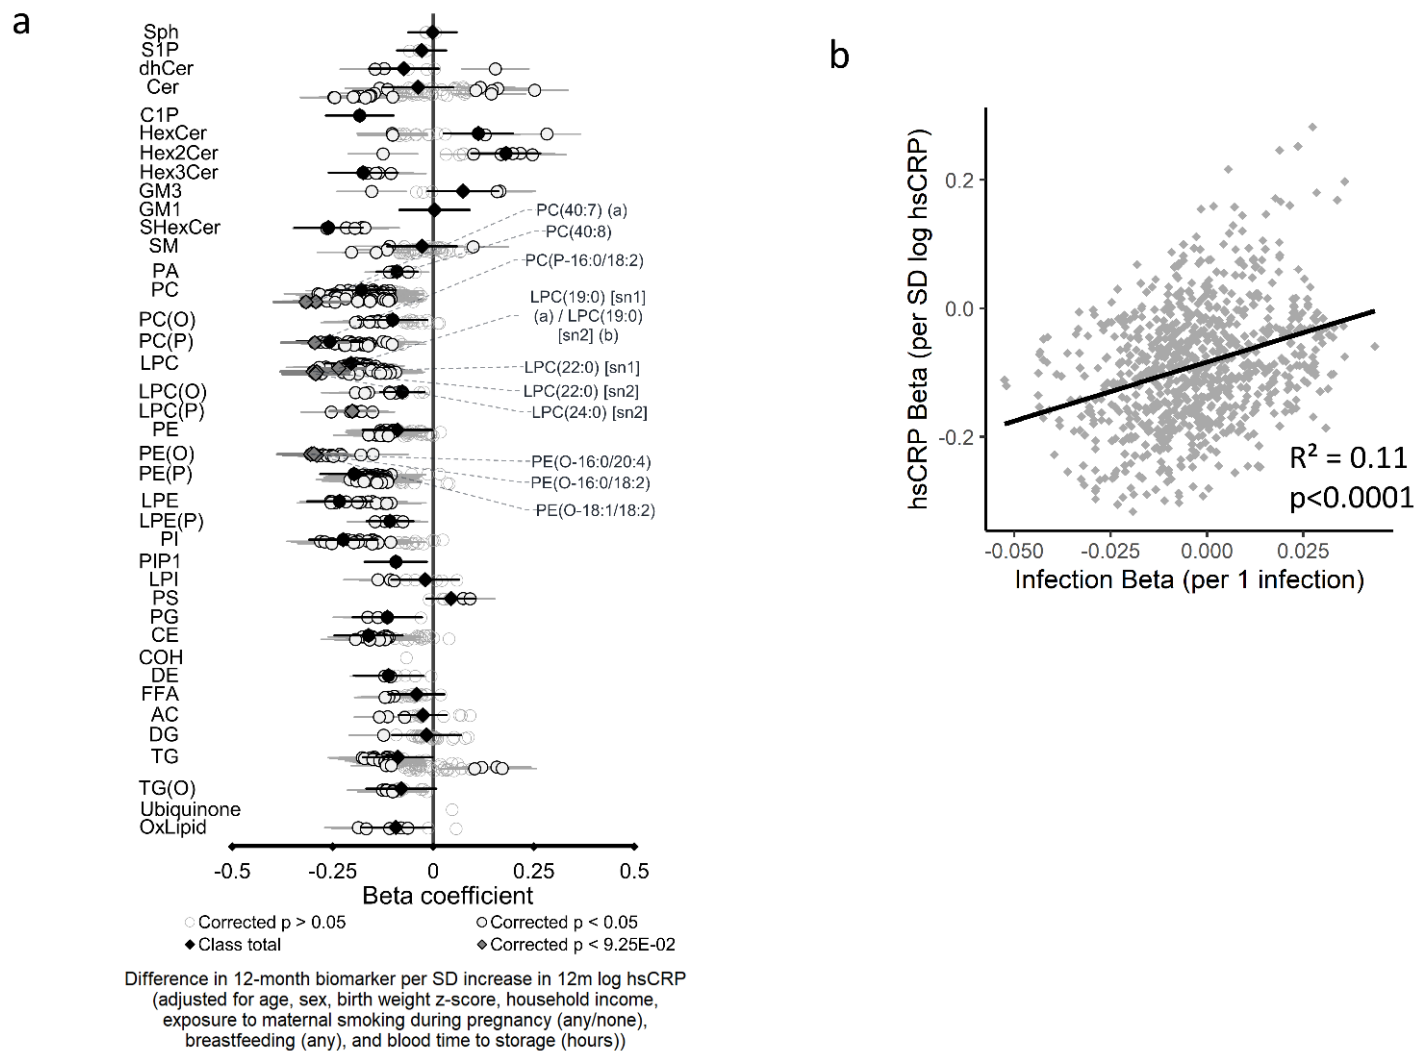 a
Sph
S1P
dhCer
Cer
C1P
HexCer
Hex2Cer
Hex3Cer
GM3
GM1
SHexCer
SM
PA
PC
PC(O)
PC(P)
LPC
LPC(O)
LPC(P)
PE
PE(O)
PE(P)
LPE
LPE(P)
PI
PIP1
LPI
PS
PG
CE
COH
DE
FFA
AC
DG
TG
TG(O)
Ubiquinone
OxLipid
PC(40:7) (a)
PC(40:8)
PC(P-16:0/18:2)
LPC(19:0) [sn1]
(a) / LPC(19:0)
[sn2] (b)
LPC(22:0) [sn1]
LPC(22:0) [sn2]
LPC(24:0) [sn2]
PE(O-16:0/20:4)
PE(O-16:0/18:2)
PE(O-18:1/18:2)
-0.5 -0.25 0 0.25 0.5
Beta coefficient
Corrected p > 0.05 Corrected p < 0.05
Class total Corrected p < 9.25E-02
Difference in 12-month biomarker per SD increase in 12m log hsCRP
(adjusted for age, sex, birth weight z-score, household income,
exposure to maternal smoking during pregnancy (any/none),
breastfeeding (any), and blood time to storage (hours))
b
hsCRP Beta (per SD log hsCRP)
0.2
0.0
-0.2
R² = 0.11
p<0.0001
-0.050 -0.025 0.000 0.025
Infection Beta (per 1 infection)